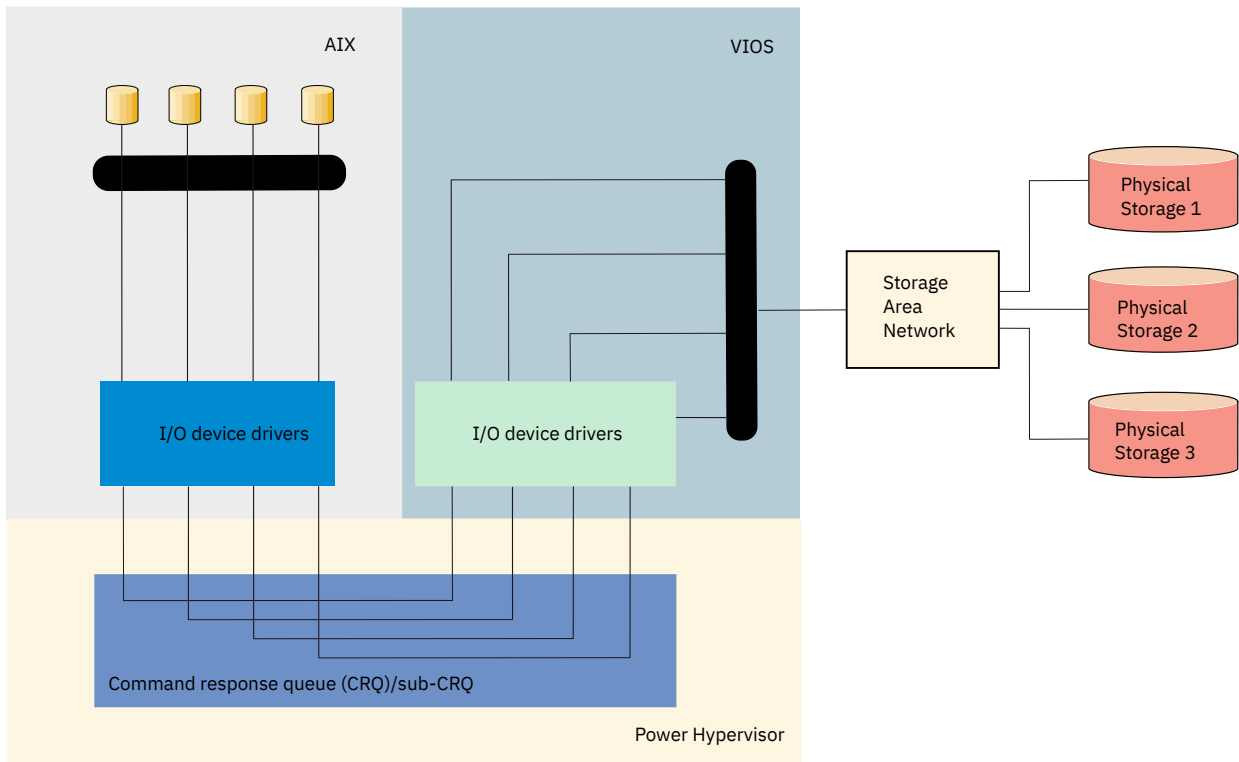 AIX
VIOS
Physical
Storage 1
Storage
Area
Network
Physical
Storage 2
Physical
Storage 3
I/O device drivers
I/O device drivers
Command response queue (CRQ)/sub-CRQ
Power Hypervisor